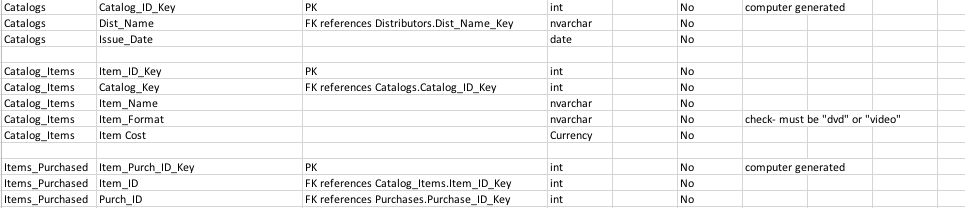 Catalogs Catalog_ID_Key PK int No computer generated
Catalogs Dist_Name FK references Distributors.Dist_Name_Key nvarchar No
Catalogs Issue_Date date No
Catalog_Items Item_ID_Key PK int No
Catalog_Items Catalog_Key FK references Catalogs.Catalog_ID_Key int No
Catalog_Items Item_Name nvarchar No
Catalog_Items Item_Format nvarchar No check- must be "dvd" or "video"
Catalog_Items Item Cost Currency No
Items_Purchased Item_Purch_ID_Key PK int No computer generated
Items_Purchased Item_ID FK references Catalog_Items.Item_ID_Key int No
Items_Purchased Purch_ID FK references Purchases.Purchase_ID_Key int No